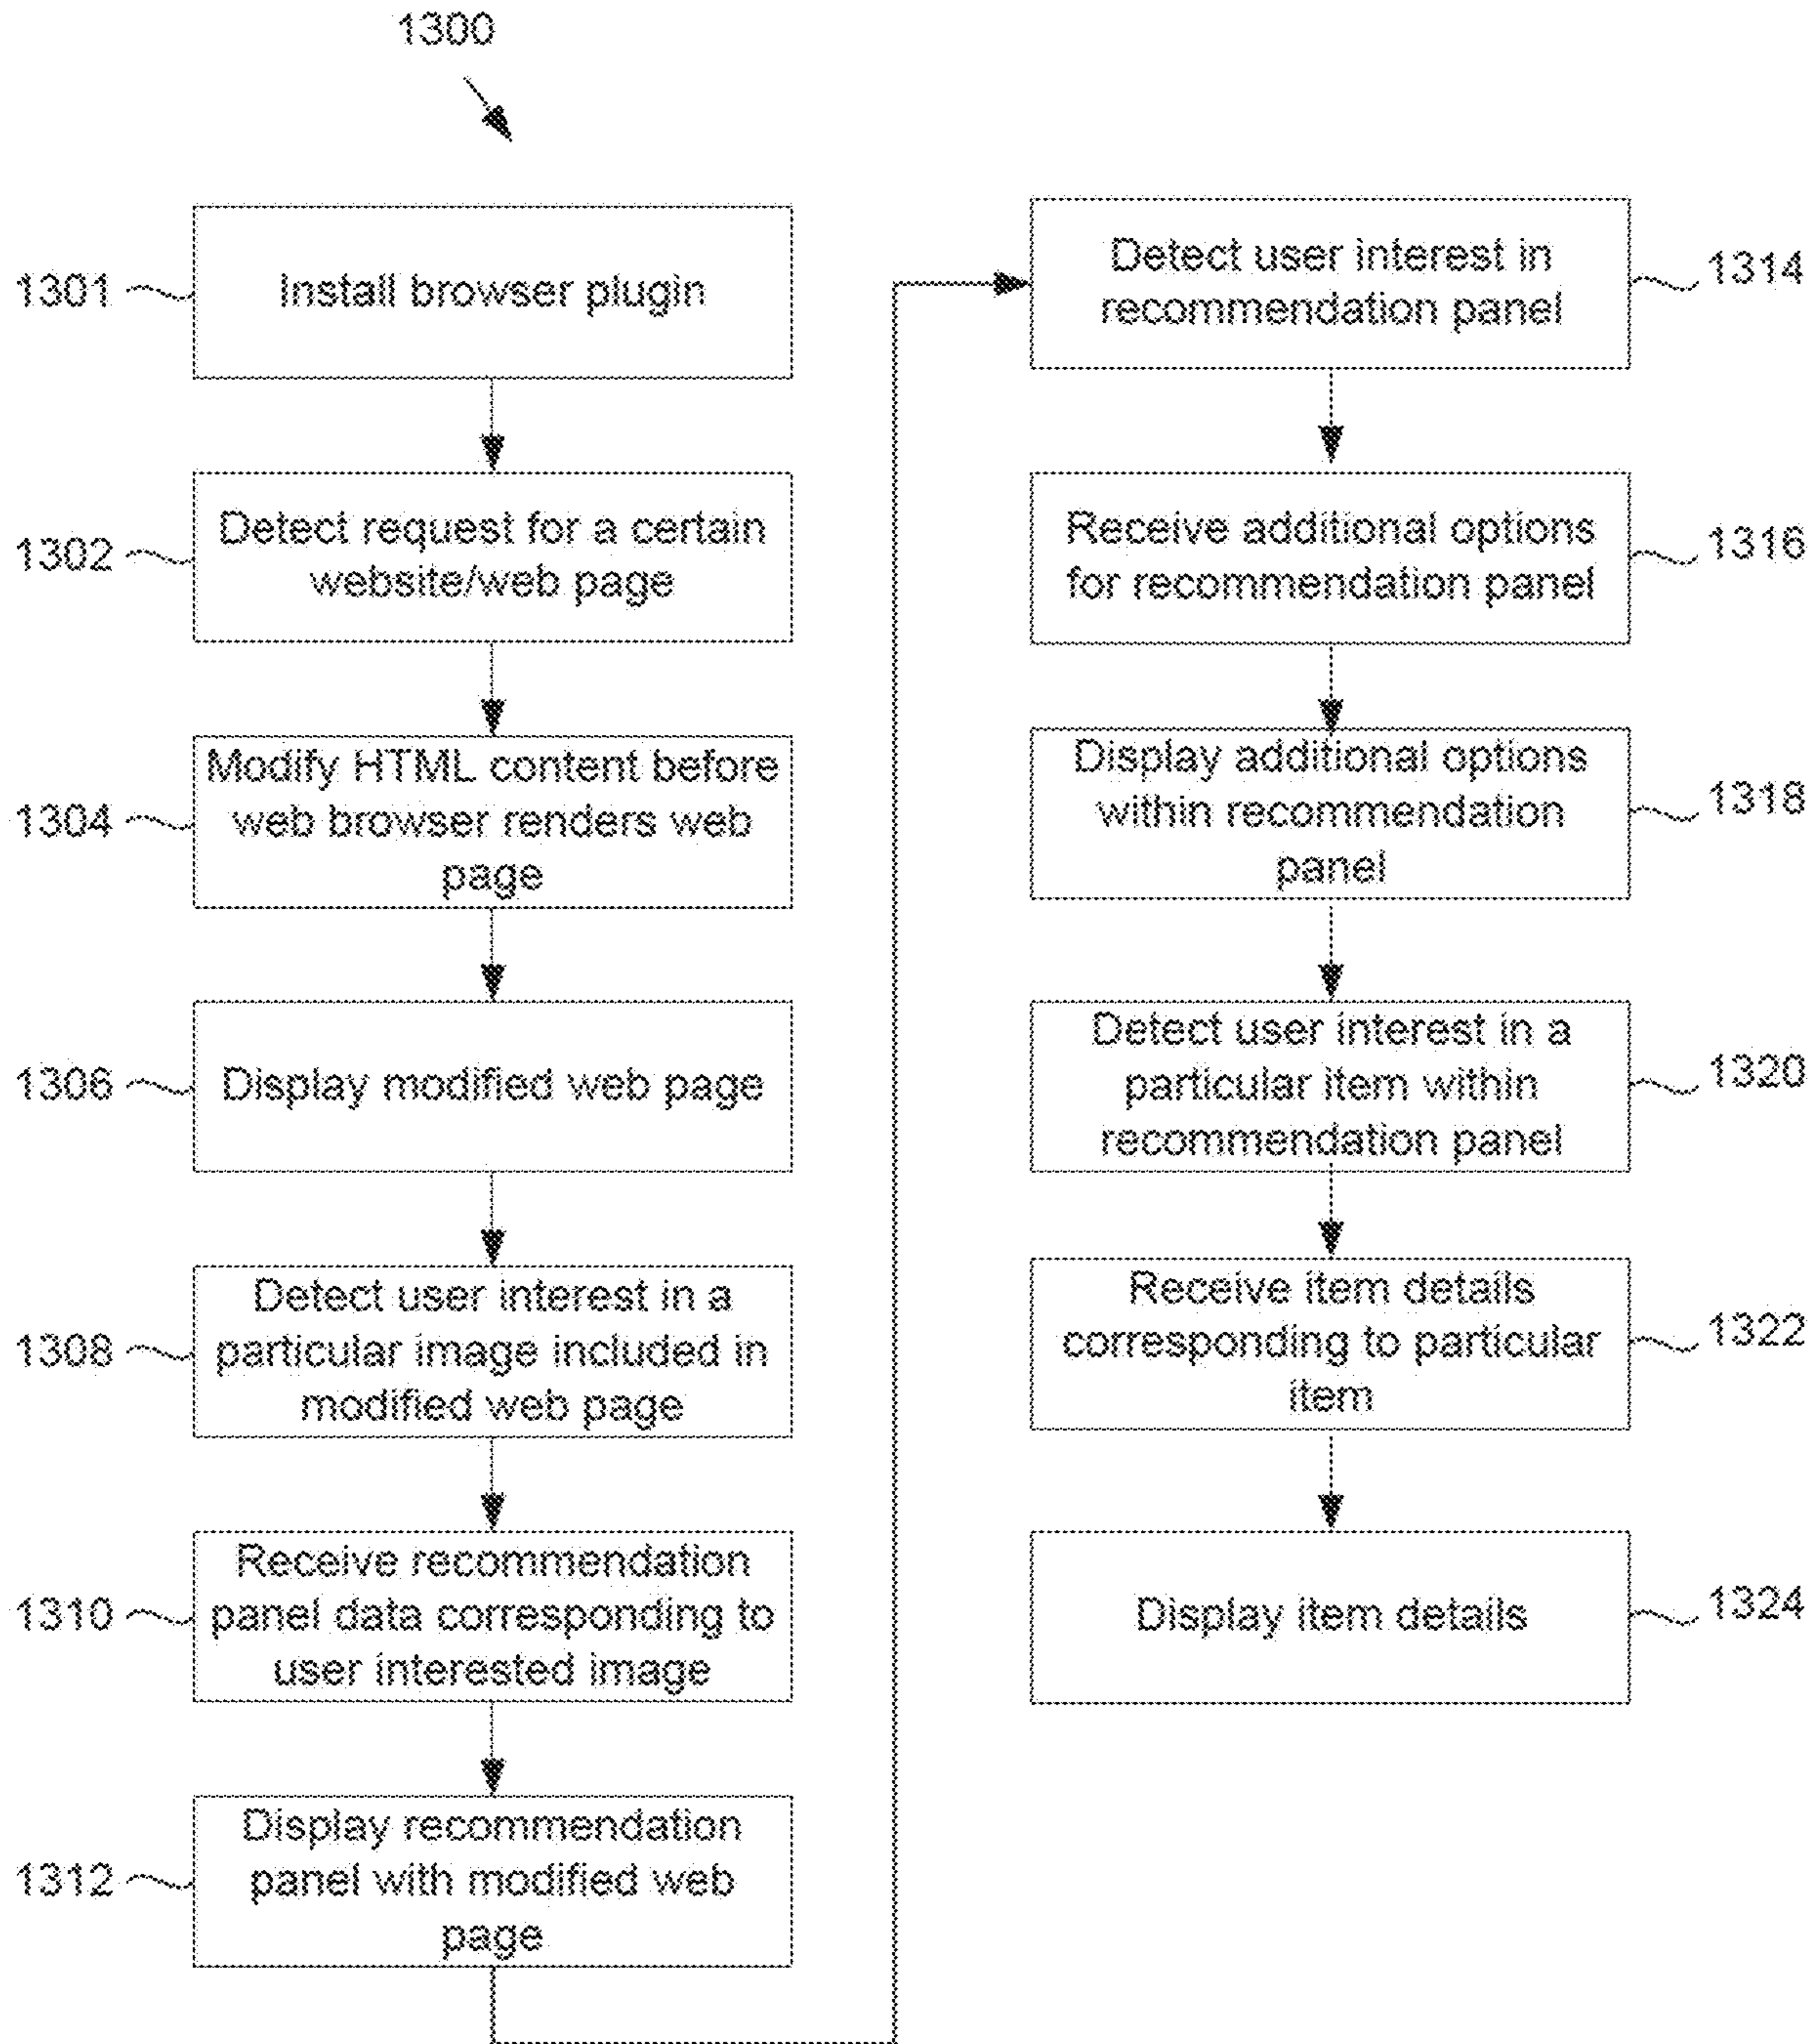 1300
1301
Install browser plugin
1302
Detect request for a certain
website/web page
1304
Modify HTML content before
web browser renders web
page
1306
Display modified web page
1308
Detect user interest in a
particular image included in
modified web page
1310
Receive recommendation
panel data corresponding to
user interested image
1312
Display recommendation
panel with modified web
page
Detect user interest in
recommendation panel
1314
Receive additional options
for recommendation panel
1316
Display additional options
within recommendation
panel
1318
Detect user interest in a
particular item within
recommendation panel
1320
Receive item details
corresponding to particular
item
1322
Display item details
1324